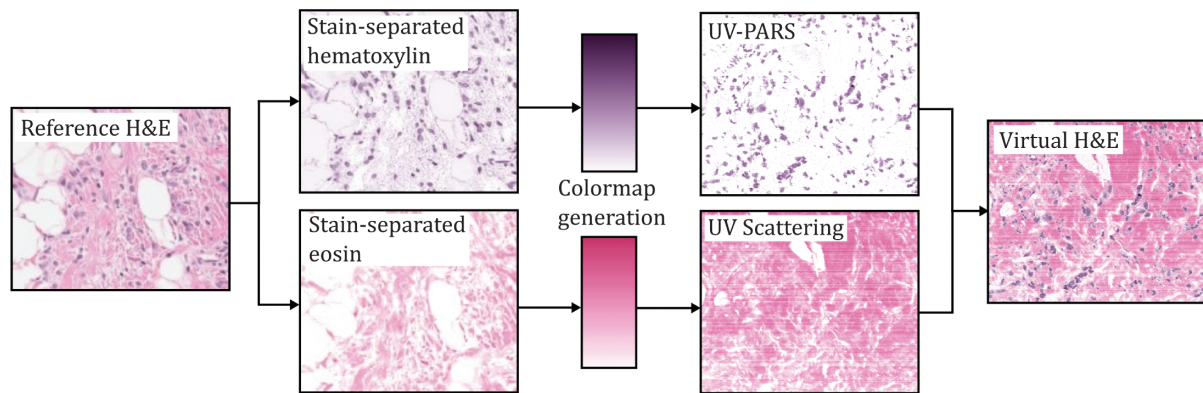 Reference H&E
Stain-separated
hematoxylin
Stain-separated
eosin
Colormap
generation
UV-PARS
UV Scattering
Virtual H&E